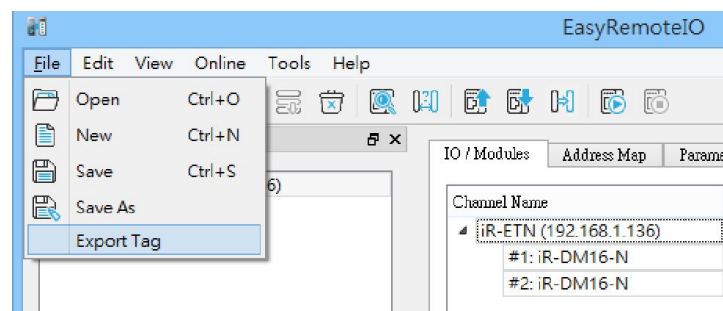 EasyRemoteIO
File Edit View Online Tools Help
Open Ctrl+O
New Ctrl+N
Save Ctrl+S
Save As
Export Tag
6)
IO / Modules Address Map
Channel Name
iR-ETN (192.168.1.136)
#1: iR-DM16-N
#2: iR-DM16-N